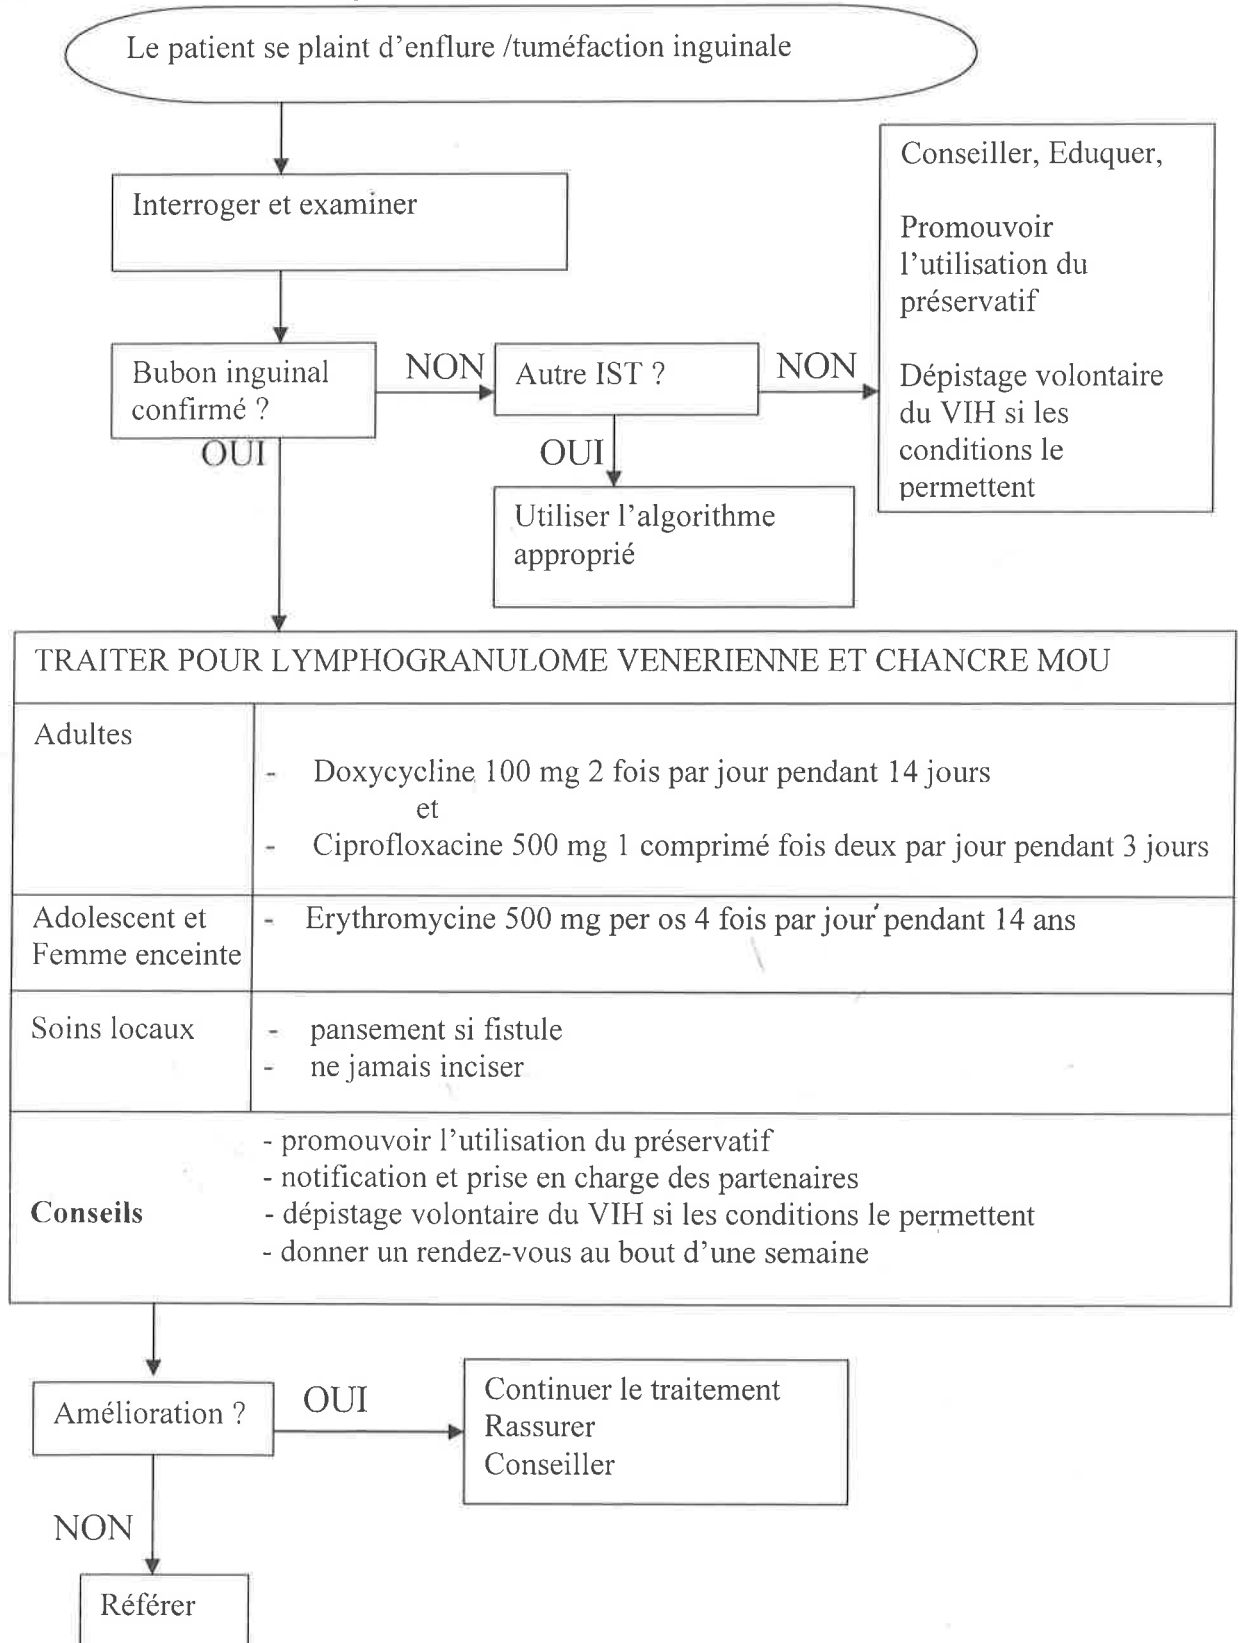 Le patient se plaint d'enflure /tuméfaction inguinale
Interroger et examiner
Conseiller, Eduquer,
Promouvoir
l'utilisation du
préservatif
Dépistage volontaire
du VIH si les
conditions le
permettent
Bubon inguinal
confirmé ?
NON
Autre IST ?
NON
OUI
OUI
Utiliser l'algorithme
approprié
TRAITER POUR LYMPHOGRANULOME VENERIENNE ET CHANCRE MOU
Adultes
- Doxycycline 100 mg 2 fois par jour pendant 14 jours
et
- Ciprofloxacine 500 mg 1 comprimé fois deux par jour pendant 3 jours
Adolescent et
Femme enceinte
- Erythromycine 500 mg per os 4 fois par jour pendant 14 ans
Soins locaux
- pansement si fistule
- ne jamais inciser
Conseils
- promouvoir l'utilisation du préservatif
- notification et prise en charge des partenaires
- dépistage volontaire du VIH si les conditions le permettent
- donner un rendez-vous au bout d'une semaine
Amélioration ?
OUI
Continuer le traitement
Rassurer
Conseiller
NON
Référer